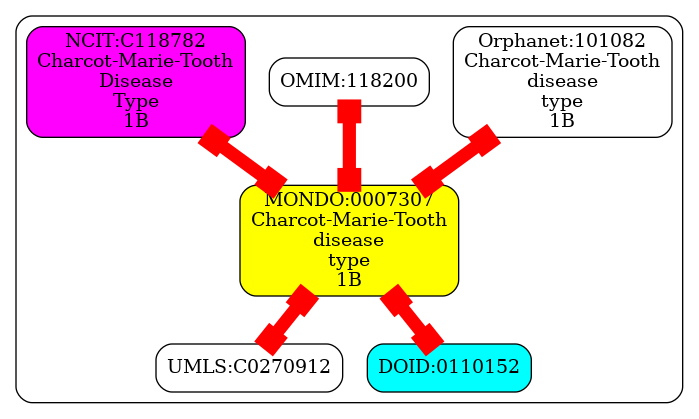 NCIT:C118782
Charcot-Marie-Tooth
Disease
Type
1B
OMIM:118200
Orphanet:101082
Charcot-Marie-Tooth
disease
type
1B
MONDO:0007307
Charcot-Marie-Tooth
disease
type
1B
UMLS:C0270912
DOID:0110152